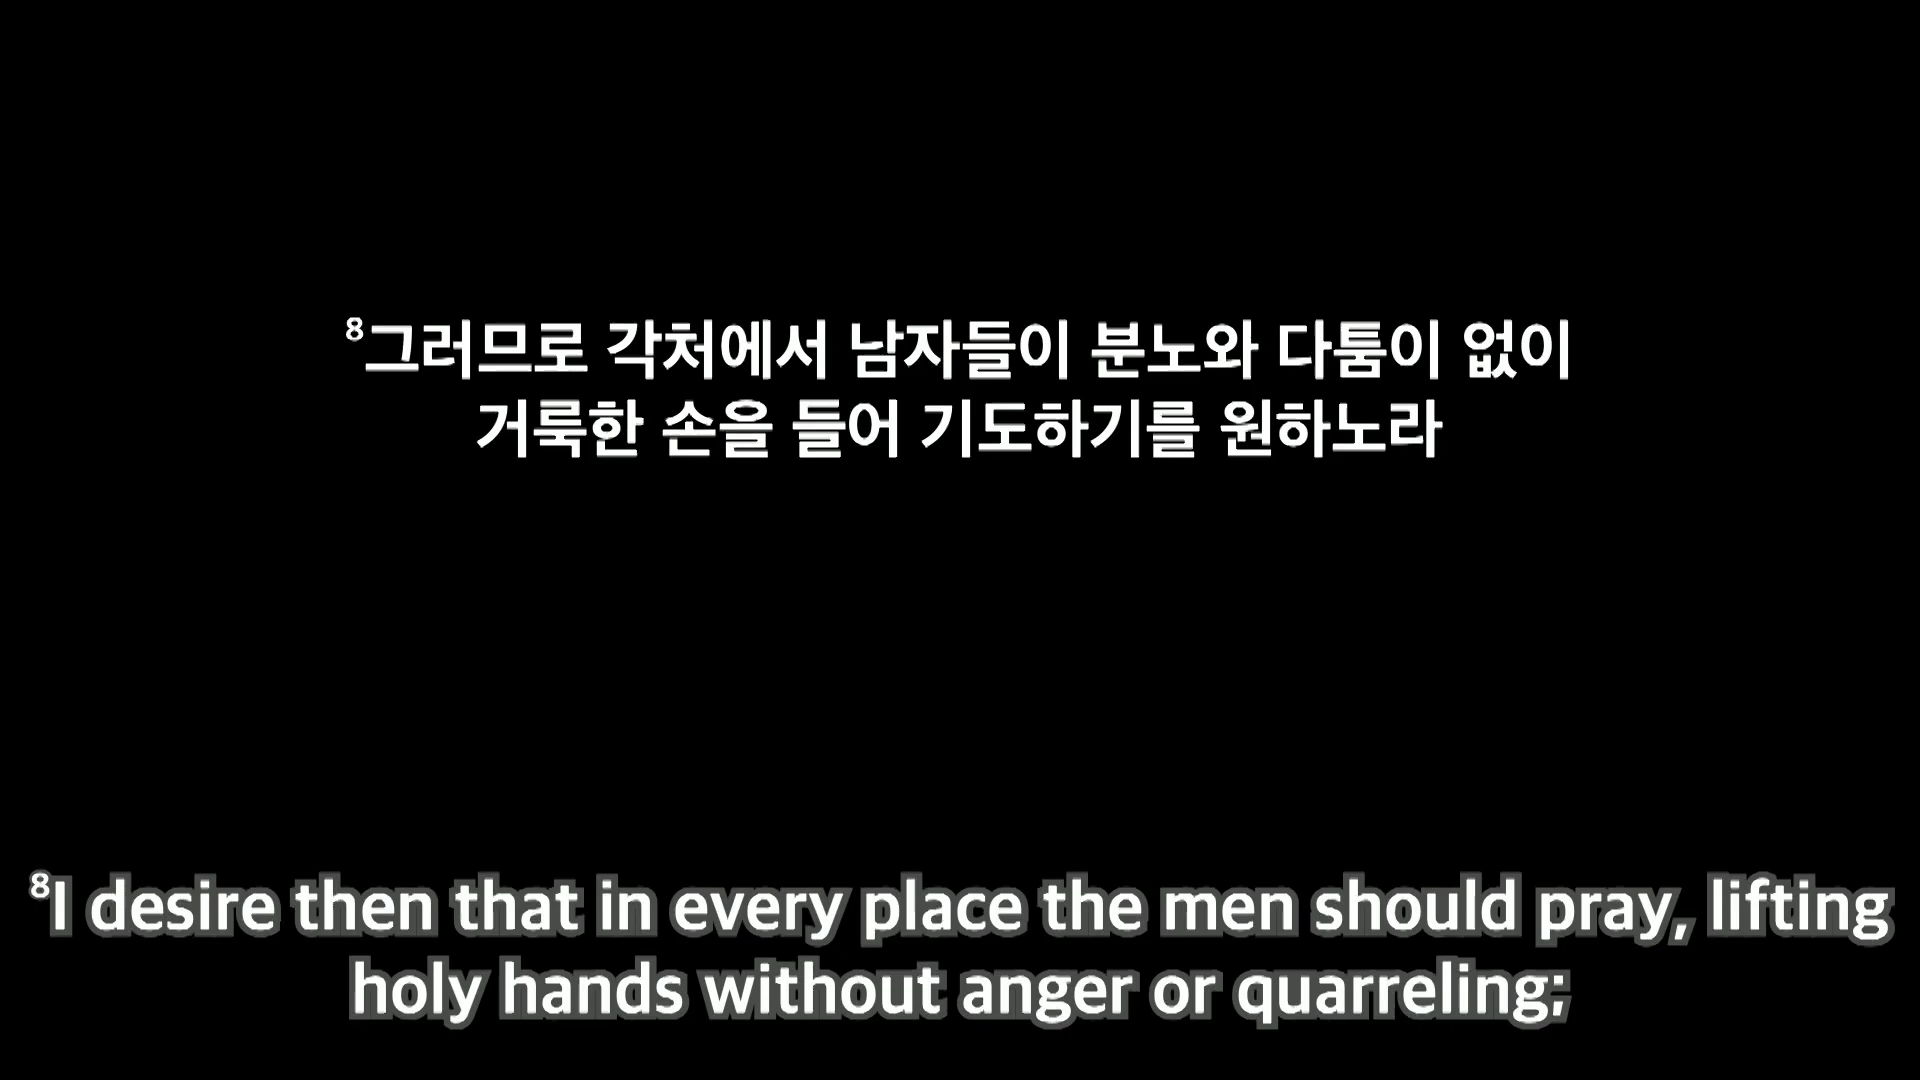 ⁸그러므로 각처에서 남자들이 분노와 다툼이 없이
거룩한 손을 들어 기도하기를 원하노라
⁸I desire then that in every place the men should pray, lifting
holy hands without anger or quarreling;